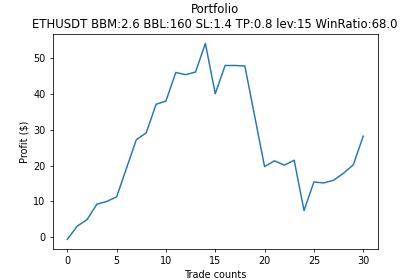 Portfolio
ETHUSDT BBM:2.6 BBL:160 SL:1.4 TP:0.8 lev:15 WinRatio:68.0
50
40
30
20
10
0
Profit ($)
0 5 10 15 20 25 30
Trade counts